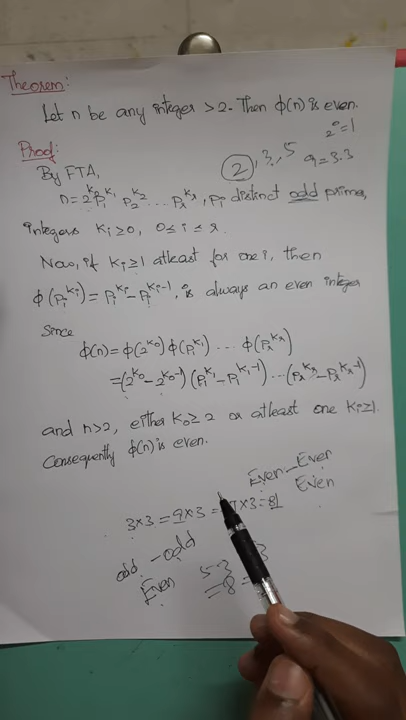 Theorem:
Let n be any integer > 2. Then φ(n) is even.
2⁰=1
Proof:
2, 3, 5
9=3.3
By FTA,
n=2^k₀ p₁^k₁ p₂^k₂ ... pᵣ^kᵣ, pᵢ distinct odd primes,
integers kᵢ≥0, 0≤i≤r.
Now, if kᵢ≥1 atleast for one i, then
φ(pᵢ^kᵢ) = pᵢ^kᵢ - pᵢ^(kᵢ-1), is always an even integer
Since
φ(n)=φ(2^k₀) φ(p₁^k₁) ... φ(pᵣ^kᵣ)
=(2^k₀-2^(k₀-1)) (p₁^k₁-p₁^(k₁-1)) ... (pᵣ^kᵣ-pᵣ^(kᵣ-1))
and n>2, either k₀≥2 or atleast one kᵢ≥1.
Consequently φ(n) is even.
Even-Even
Even
3×3=9×3= 7×3=81
odd - odd
Even
5-3
=8